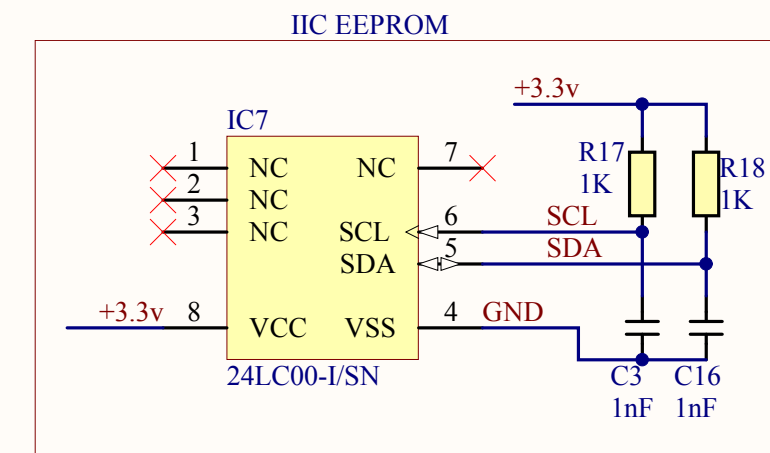 IIC EEPROM
+3.3v
IC7
1 NC NC 7
R17 R18
2 NC
1K 1K
3 NC SCL 6 SCL
SDA 5 SDA
+3.3v 8 VCC VSS 4 GND
24LC00-I/SN
C3 C16
1nF 1nF